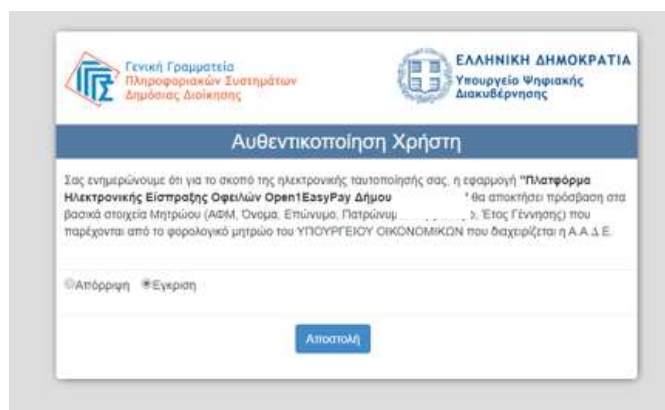 Γενική Γραμματεία
Πληροφοριακών Συστημάτων
Δημόσιας Διοίκησης
ΕΛΛΗΝΙΚΗ ΔΗΜΟΚΡΑΤΙΑ
Υπουργείο Ψηφιακής
Διακυβέρνησης
Αυθεντικοποίηση Χρήστη
Σας ενημερώνουμε ότι για το σκοπό της ηλεκτρονικής ταυτοποίησής σας, η εφαρμογή "Πλατφόρμα
Ηλεκτρονικής Είσπραξης Οφειλών Open1EasyPay Δήμου " θα αποκτήσει πρόσβαση στα
βασικά στοιχεία Μητρώου (ΑΦΜ, Όνομα, Επώνυμο, Έτος Γέννησης) που
παρέχονται από το φορολογικό μητρώο του ΥΠΟΥΡΓΕΙΟΥ ΟΙΚΟΝΟΜΙΚΩΝ που διαχειρίζεται η Α.Α.Δ.Ε.
Απόρριψη Έγκριση
Αποστολή